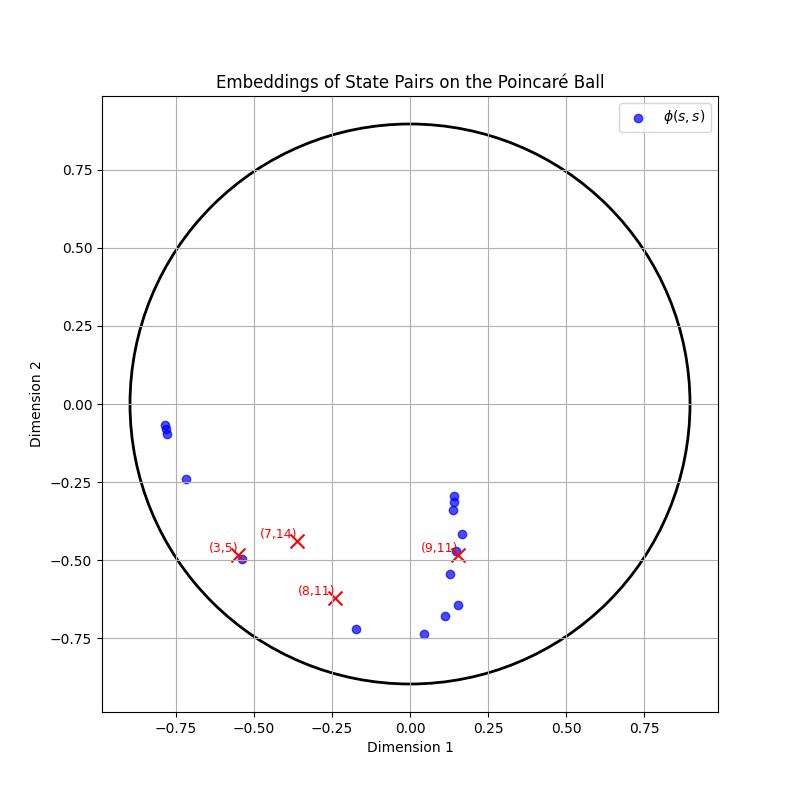 Embeddings of State Pairs on the Poincaré Ball
ϕ(s, s)
Dimension 2
0.75
0.50
0.25
0.00
−0.25
−0.50
−0.75
(7,14)
(3,5)
(9,11)
(8,11)
−0.75 −0.50 −0.25 0.00 0.25 0.50 0.75
Dimension 1